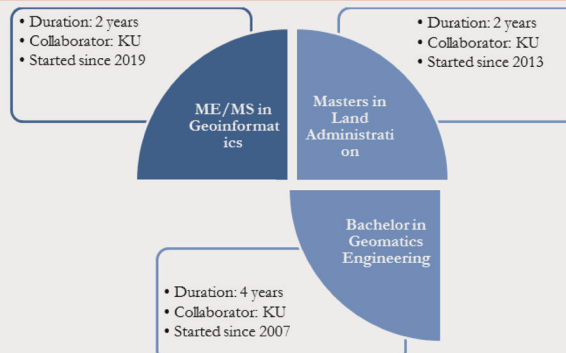 • Duration: 2 years
• Collaborator: KU
• Started since 2019
• Duration: 2 years
• Collaborator: KU
• Started since 2013
ME/MS in
Geoinformat
ics
Masters in
Land
Administrati
on
Bachelor in
Geomatics
Engineering
• Duration: 4 years
• Collaborator: KU
• Started since 2007